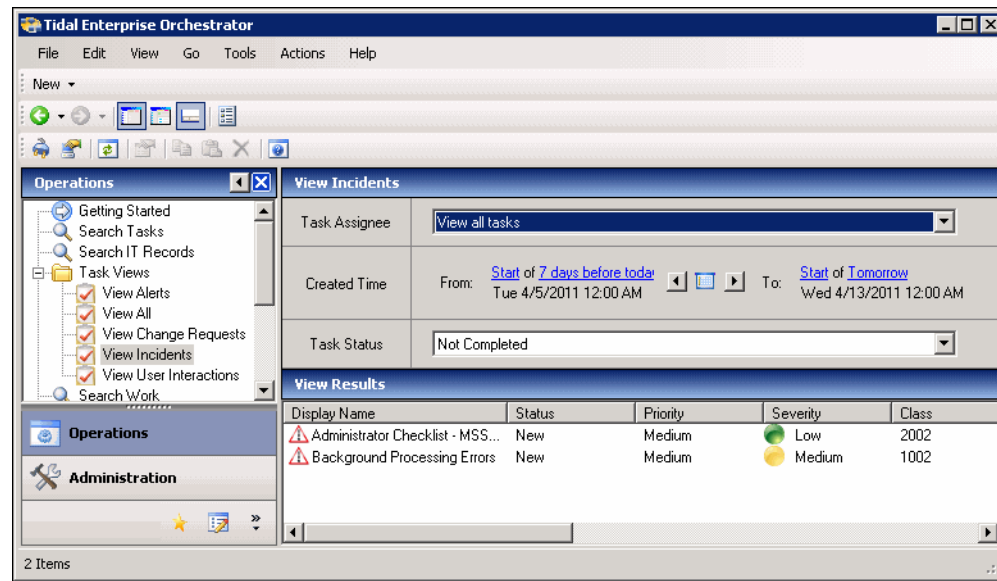 Tidal Enterprise Orchestrator
File Edit View Go Tools Actions Help
New
Operations
Getting Started
Search Tasks
Search IT Records
Task Views
View Alerts
View All
View Change Requests
View Incidents
View User Interactions
Search Work
Operations
Administration
2 Items
View Incidents
Task Assignee View all tasks
Created Time From: Start of 7 days before toda To: Start of Tomorrow
Tue 4/5/2011 12:00 AM Wed 4/13/2011 12:00 AM
Task Status Not Completed
View Results
Display Name Status Priority Severity Class
Administrator Checklist - MSS... New Medium Low 2002
Background Processing Errors New Medium Medium 1002